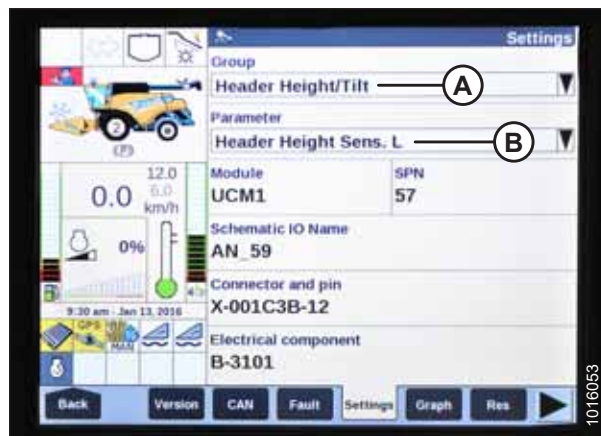 Settings
Group
Header Height/Tilt
A
Parameter
Header Height Sens. L
B
(P)
Module
SPN
UCM1
57
12.0
6.0
0.0
km/h
Schematic IO Name
AN_59
0%
Connector and pin
X-001C3B-12
9:30 am - Jan 13, 2016
GPS
MAN
Electrical component
B-3101
Back
Version
CAN
Fault
Settings
Graph
Res
1016053